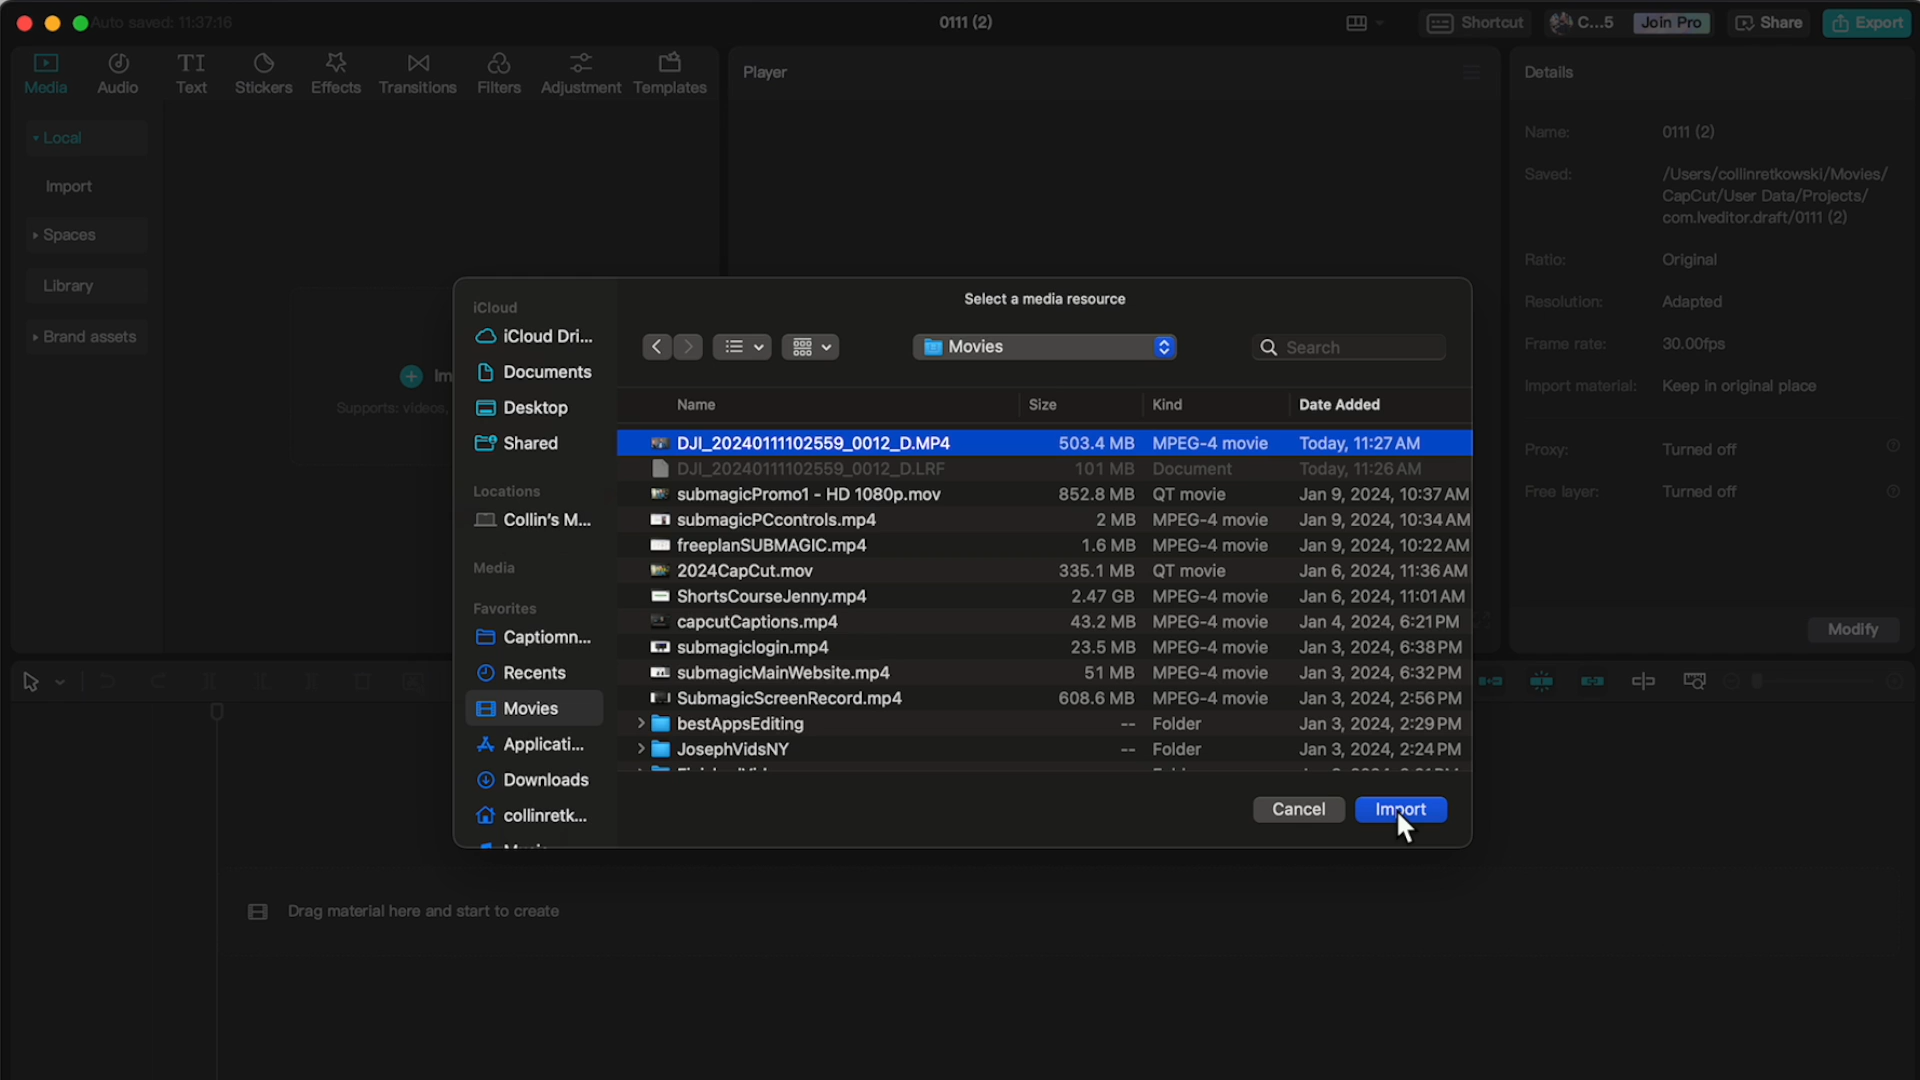 Auto saved: 11:37:16
0111 (2)
Shortcut
C...5
Join Pro
Share
Export
Media
Audio
TI
Text
Stickers
Effects
Transitions
Filters
Adjustment
Templates
Player
Details
Local
Import
Spaces
Library
Brand assets
Im
Supports: videos,
Name:
0111 (2)
Saved:
/Users/collinretkowski/Movies/
CapCut/User Data/Projects/
com.lveditor.draft/0111 (2)
Ratio:
Original
Resolution:
Adapted
Frame rate:
30.00fps
Import material:
Keep in original place
Proxy:
Turned off
Free layer:
Turned off
Modify
Select a media resource
iCloud
iCloud Dri...
Documents
Desktop
Shared
Locations
Collin's M...
Media
Favorites
Captiomn...
Recents
Movies
Applicati...
Downloads
collinretk...
Movies
Search
Name Size Kind Date Added
DJI_20240111102559_0012_D.MP4 503.4 MB MPEG-4 movie Today, 11:27 AM
DJI_20240111102559_0012_D.LRF 101 MB Document Today, 11:26 AM
submagicPromo1 - HD 1080p.mov 852.8 MB QT movie Jan 9, 2024, 10:37 AM
submagicPCcontrols.mp4 2 MB MPEG-4 movie Jan 9, 2024, 10:34 AM
freeplanSUBMAGIC.mp4 1.6 MB MPEG-4 movie Jan 9, 2024, 10:22 AM
2024CapCut.mov 335.1 MB QT movie Jan 6, 2024, 11:36 AM
ShortsCourseJenny.mp4 2.47 GB MPEG-4 movie Jan 6, 2024, 11:01 AM
capcutCaptions.mp4 43.2 MB MPEG-4 movie Jan 4, 2024, 6:21 PM
submagiclogin.mp4 23.5 MB MPEG-4 movie Jan 3, 2024, 6:38 PM
submagicMainWebsite.mp4 51 MB MPEG-4 movie Jan 3, 2024, 6:32 PM
SubmagicScreenRecord.mp4 608.6 MB MPEG-4 movie Jan 3, 2024, 2:56 PM
bestAppsEditing -- Folder Jan 3, 2024, 2:29 PM
JosephVidsNY -- Folder Jan 3, 2024, 2:24 PM
Cancel
Import
Drag material here and start to create